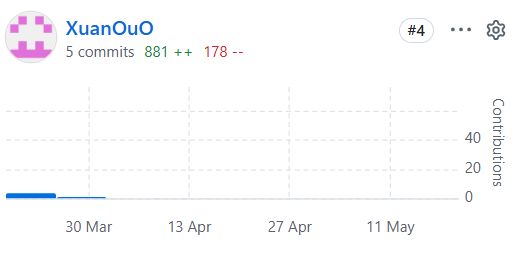 XuanOuO
#4
5 commits 881 ++ 178 --
Contributions
40
20
0
30 Mar 13 Apr 27 Apr 11 May